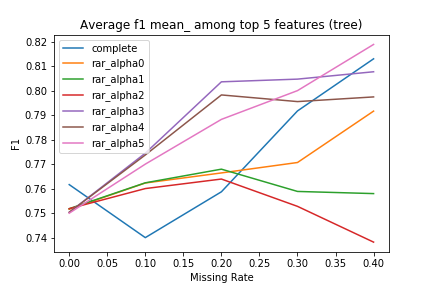 Average f1 mean_ among top 5 features (tree)
0.82
0.81
0.80
0.79
0.78
0.77
0.76
0.75
0.74
F1
complete
rar_alpha0
rar_alpha1
rar_alpha2
rar_alpha3
rar_alpha4
rar_alpha5
0.00 0.05 0.10 0.15 0.20 0.25 0.30 0.35 0.40
Missing Rate